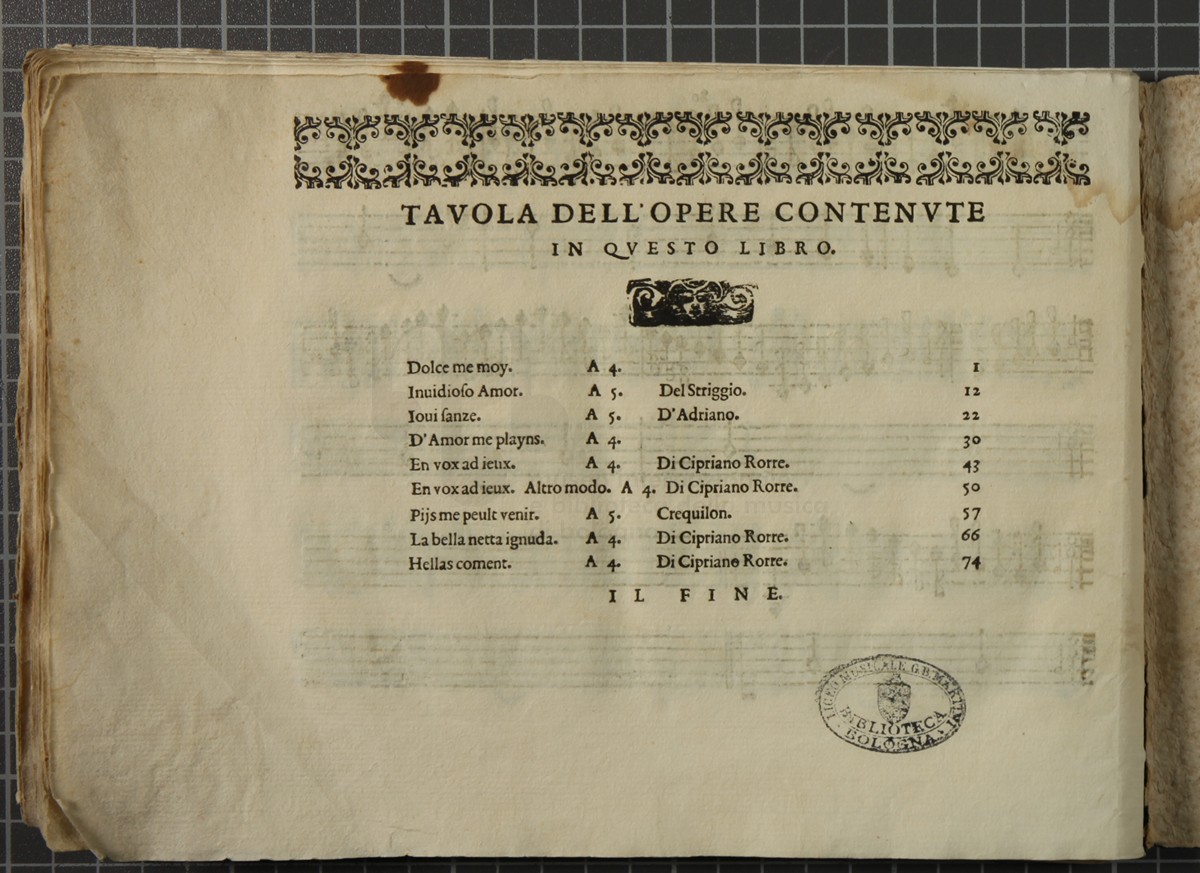 TAVOLA DELL'OPERE CONTENVTE
IN QVESTO LIBRO.
Dolce me moy. A 4. 1
Inuidioſo Amor. A 5. Del Striggio. 12
Ioui ſanze. A 5. D'Adriano. 22
D'Amor me playns. A 4. 30
En vox ad ieux. A 4. Di Cipriano Rorre. 43
En vox ad ieux. Altro modo. A 4. Di Cipriano Rorre. 50
Pijs me peult venir. A 5. Crequilon. 57
La bella netta ignuda. A 4. Di Cipriano Rorre. 66
Hellas coment. A 4. Di Cipriano Rorre. 74
IL FINE.
LICEO MUSICALE G.B. MARTINI
BIBLIOTECA
BOLOGNA